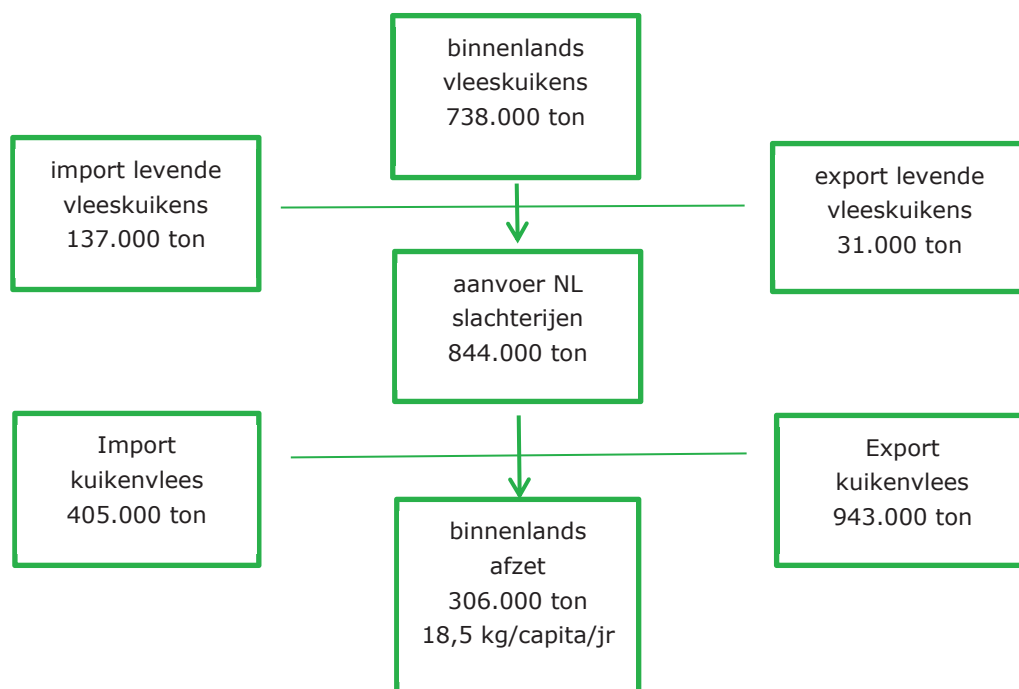 binnenlands
vleeskuikens
738.000 ton
import levende
vleeskuikens
137.000 ton
export levende
vleeskuikens
31.000 ton
aanvoer NL
slachterijen
844.000 ton
Import
kuikenvlees
405.000 ton
Export
kuikenvlees
943.000 ton
binnenlands
afzet
306.000 ton
18,5 kg/capita/jr